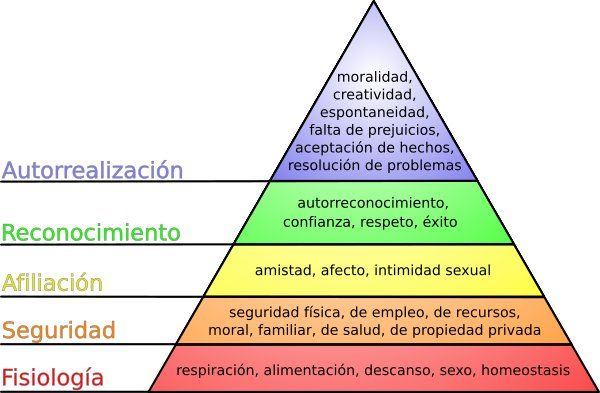 moralidad,
creatividad,
espontaneidad,
falta de prejuicios,
aceptación de hechos,
resolución de problemas
Autorrealización
autorreconocimiento,
confianza, respeto, éxito
Reconocimiento
amistad, afecto, intimidad sexual
Afiliación
seguridad física, de empleo, de recursos,
moral, familiar, de salud, de propiedad privada
Seguridad
respiración, alimentación, descanso, sexo, homeostasis
Fisiología